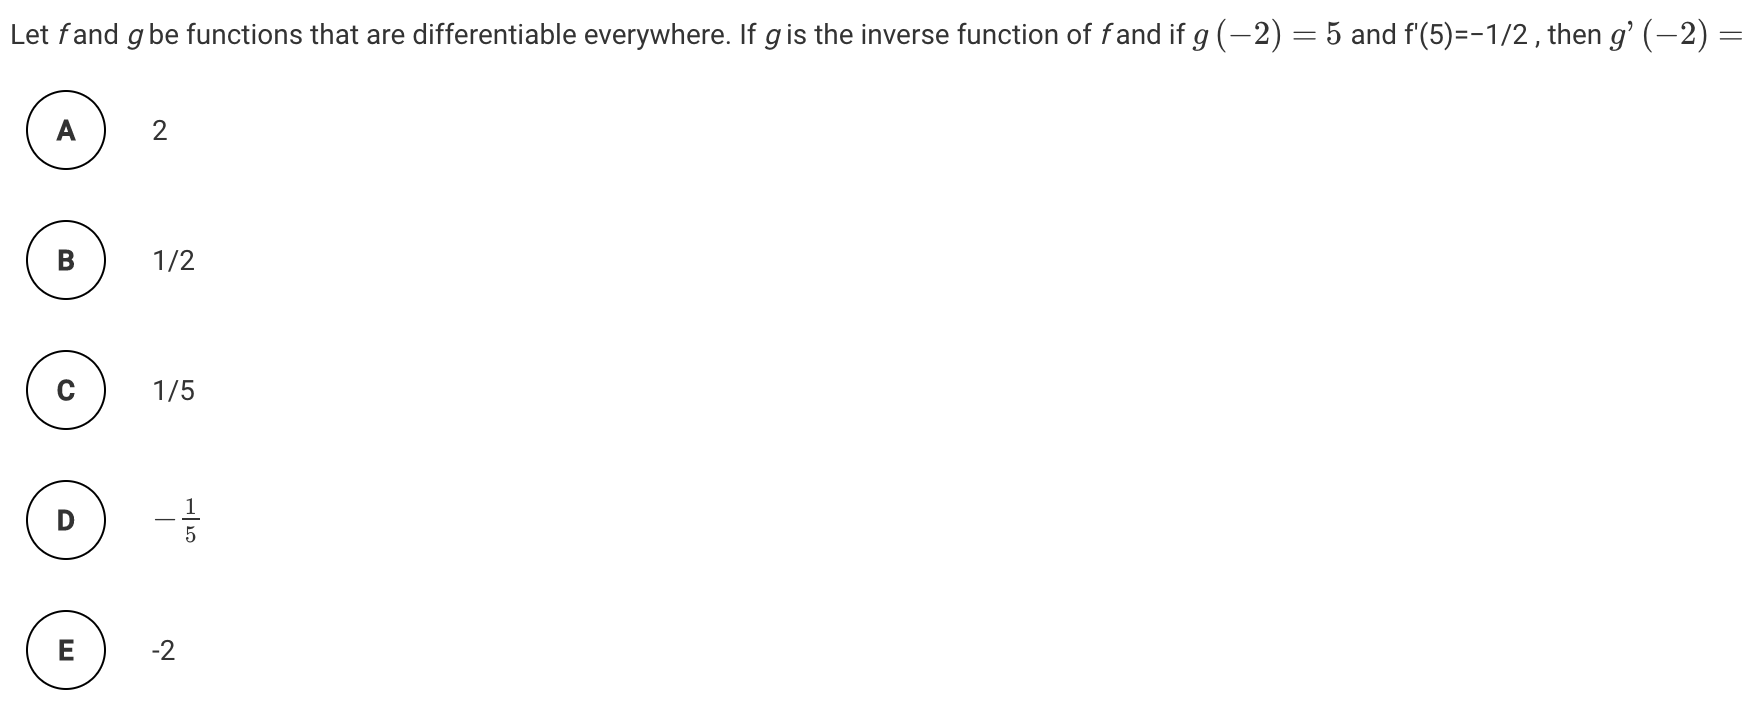 Let f and g be functions that are differentiable everywhere. If g is the inverse function of f and if g (−2) = 5 and f'(5)=−1/2 , then g’ (−2) =
A 2
B 1/2
C 1/5
D −1/5
E -2